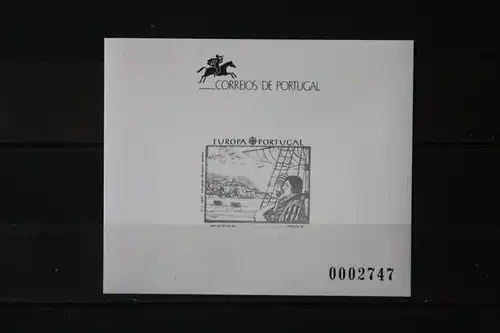 CORREIOS DE PORTUGAL
EUROPA PORTUGAL
0002747